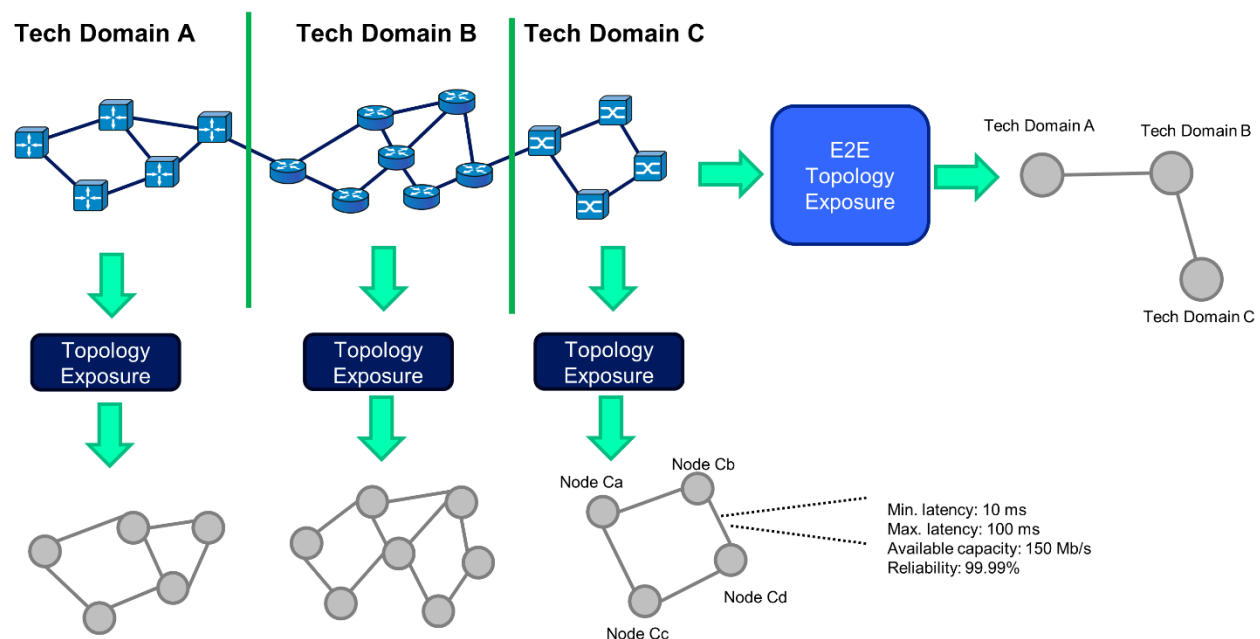 Tech Domain A
Tech Domain B
Tech Domain C
E2E
Topology
Exposure
Tech Domain A
Tech Domain B
Tech Domain C
Topology
Exposure
Topology
Exposure
Topology
Exposure
Node Ca
Node Cb
Node Cd
Node Cc
Min. latency: 10 ms
Max. latency: 100 ms
Available capacity: 150 Mb/s
Reliability: 99.99%